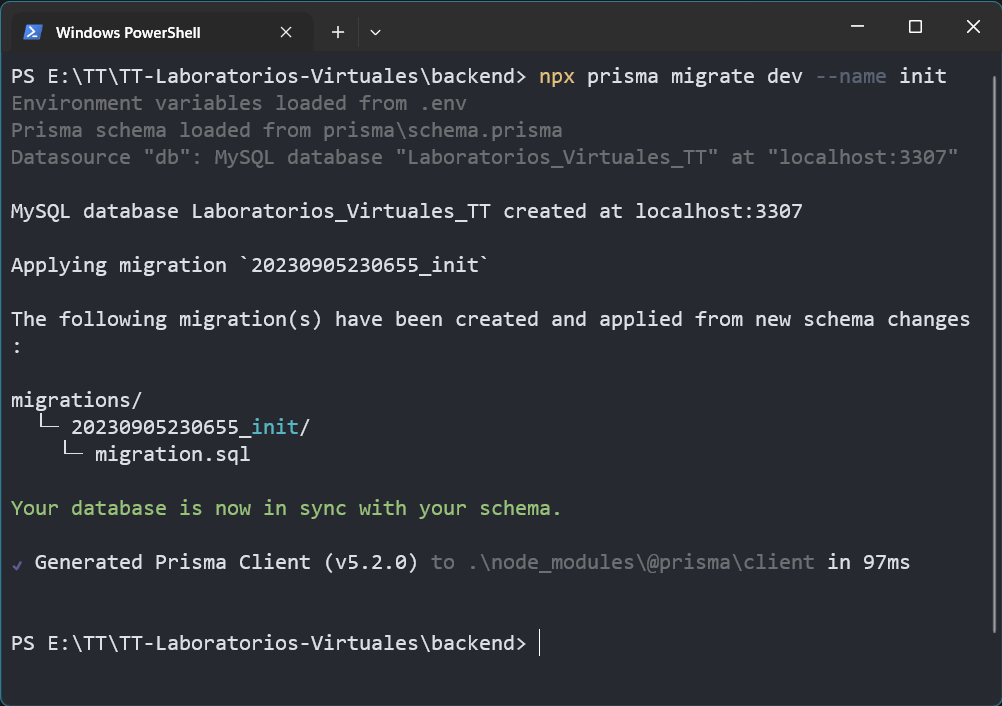 Windows PowerShell
PS E:\TT\TT-Laboratorios-Virtuales\backend> npx prisma migrate dev --name init
Environment variables loaded from .env
Prisma schema loaded from prisma\schema.prisma
Datasource "db": MySQL database "Laboratorios_Virtuales_TT" at "localhost:3307"
MySQL database Laboratorios_Virtuales_TT created at localhost:3307
Applying migration `20230905230655_init`
The following migration(s) have been created and applied from new schema changes
:
migrations/
└─ 20230905230655_init/
└─ migration.sql
Your database is now in sync with your schema.
✔ Generated Prisma Client (v5.2.0) to .\node_modules\@prisma\client in 97ms
PS E:\TT\TT-Laboratorios-Virtuales\backend>